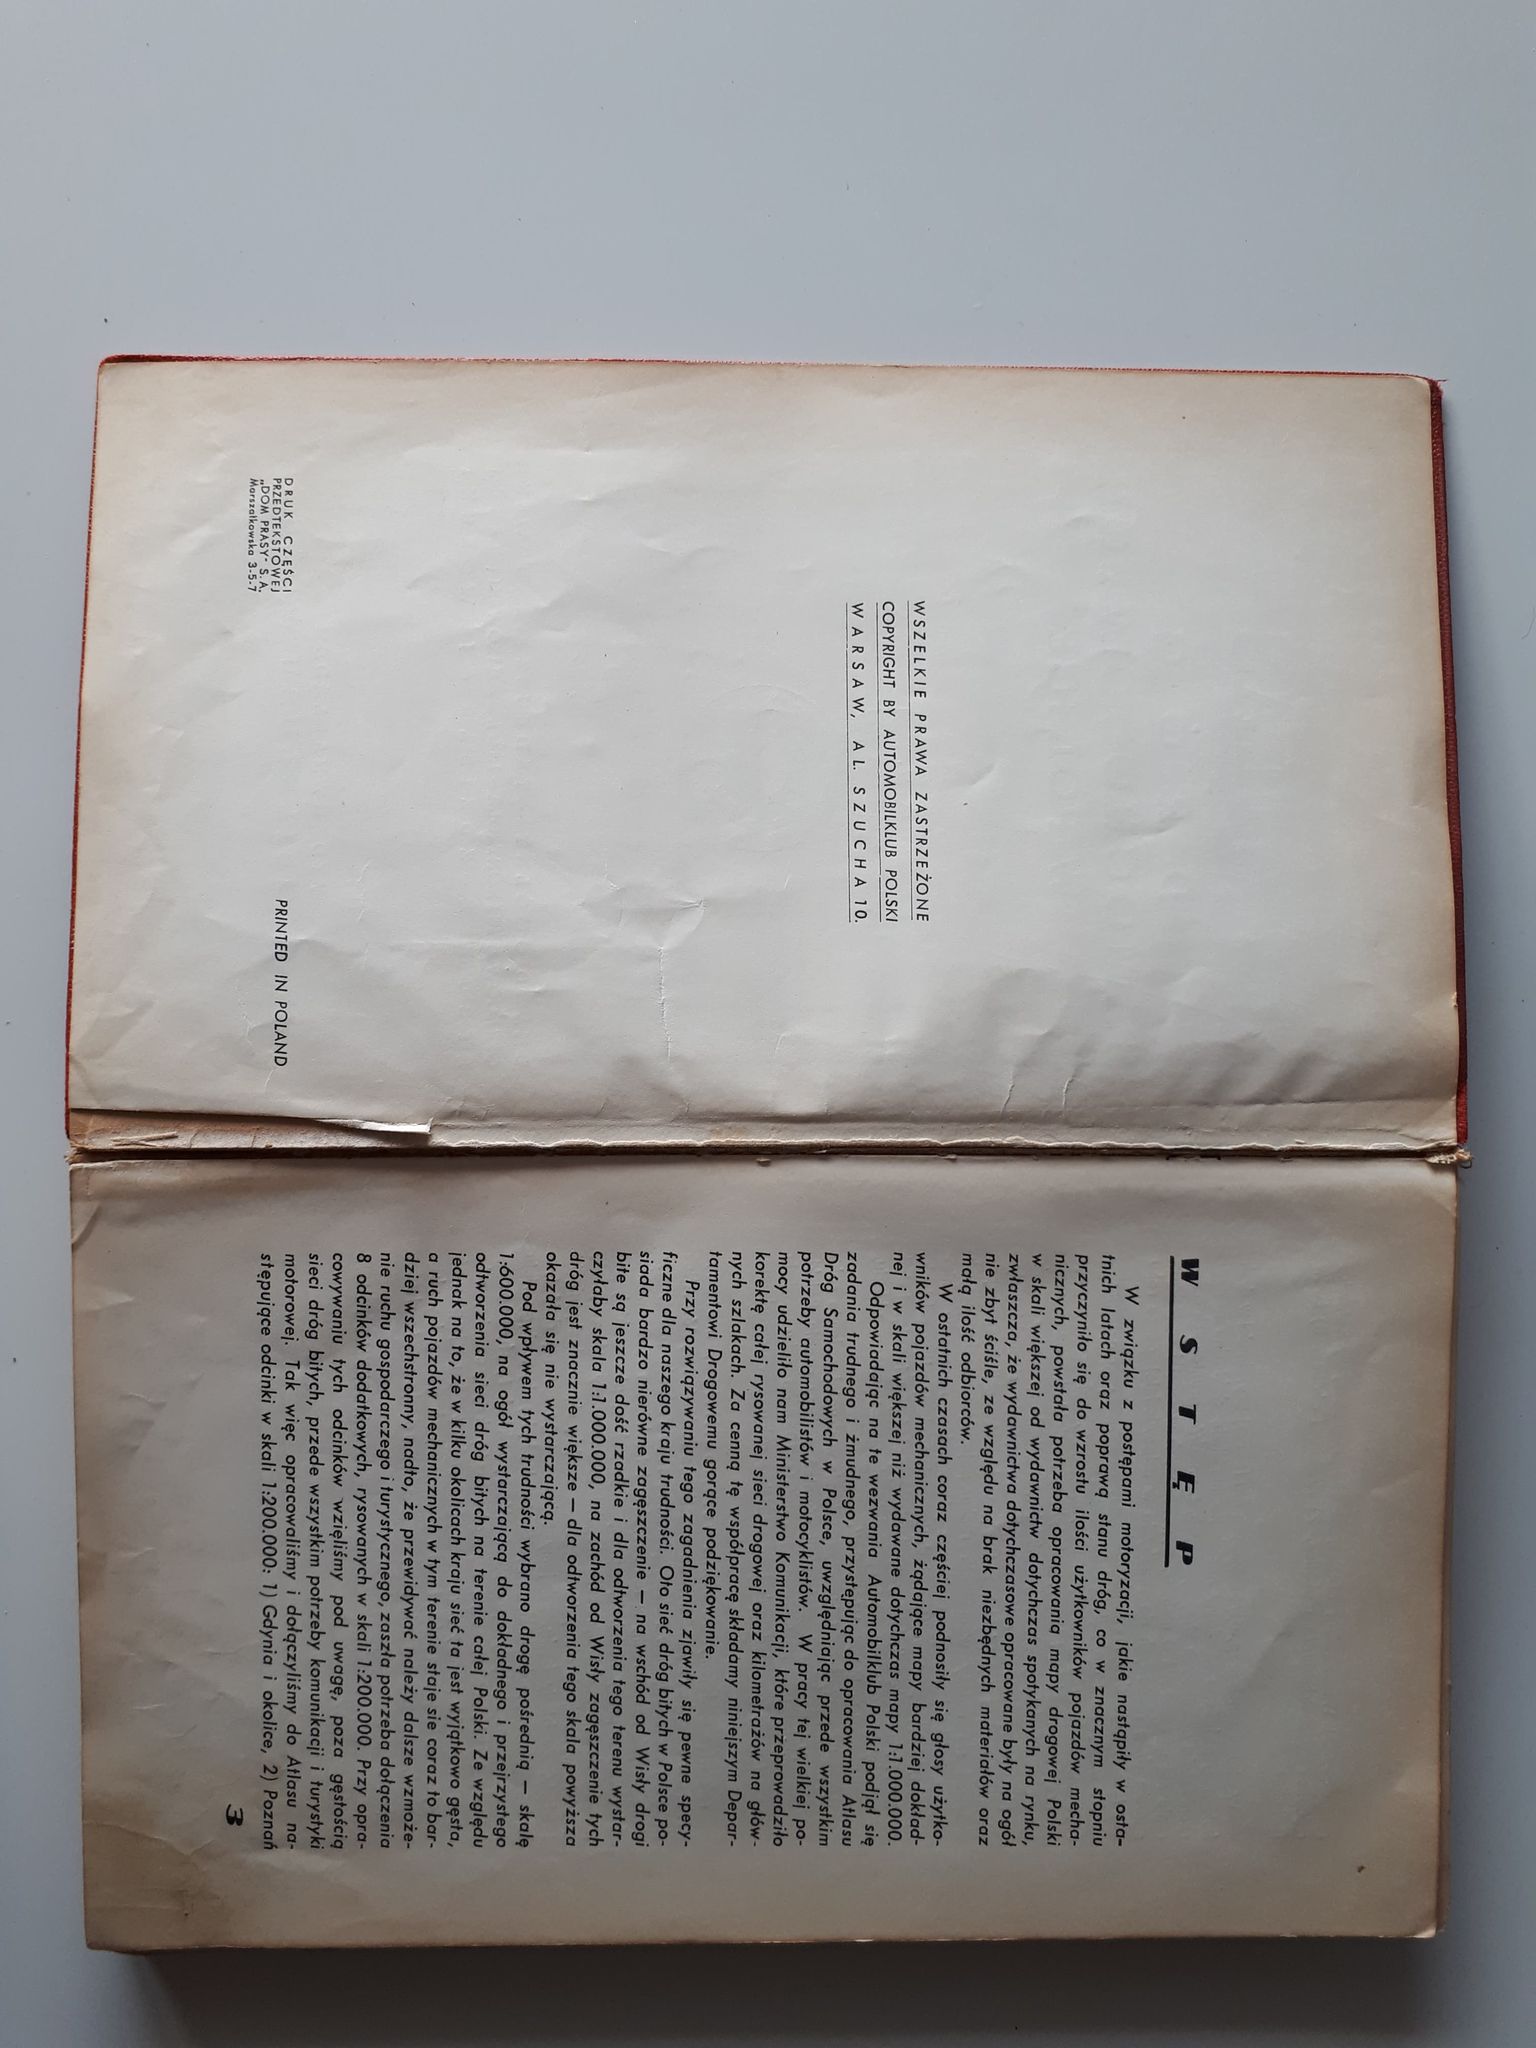 WSZELKIE PRAWA ZASTRZEŻONE
COPYRIGHT BY AUTOMOBILKLUB POLSKI
WARSAW, AL. SZUCHA 10.
DRUK CZĘŚCI
PRZEDTEKSTOWEJ
„DOM PRASY" S.A.
Marszałkowska 3-5-7
PRINTED IN POLAND
WSTĘP
W związku z postępami motoryzacji, jakie nastąpiły w osta-
tnich latach oraz poprawą stanu dróg, co w znacznym stopniu
przyczyniło się do wzrostu ilości użytkowników pojazdów mecha-
nicznych, powstała potrzeba opracowania mapy drogowej Polski
w skali większej od wydawnictw dotychczas spotykanych na rynku,
zwłaszcza, że wydawnictwa dotychczasowe opracowane były na ogół
nie zbyt ściśle, ze względu na brak niezbędnych materiałów oraz
małą ilość odbiorców.
W ostatnich czasach coraz częściej podnosiły się głosy użytko-
wników pojazdów mechanicznych, żądające mapy bardziej dokład-
nej i w skali większej niż wydawane dotychczas mapy 1:1.000.000.
Odpowiadając na te wezwania Automobilklub Polski podjął się
zadania trudnego i żmudnego, przystępując do opracowania Atlasu
Dróg Samochodowych w Polsce, uwzględniając przede wszystkim
potrzeby automobilistów i motocyklistów. W pracy tej wielkiej po-
mocy udzieliło nam Ministerstwo Komunikacji, które przeprowadziło
korektę całej rysowanej sieci drogowej oraz kilometrażów na głów-
nych szlakach. Za cenną tę współpracę składamy niniejszym Depar-
tamentowi Drogowemu gorące podziękowanie.
Przy rozwiązywaniu tego zagadnienia zjawiły się pewne specy-
ficzne dla naszego kraju trudności. Oto sieć dróg bitych w Polsce po-
siada bardzo nierówne zagęszczenie — na wschód od Wisły drogi
bite są jeszcze dość rzadkie i dla odtworzenia tego terenu wystar-
czyłaby skala 1:1.000.000, na zachód od Wisły zagęszczenie tych
dróg jest znacznie większe — dla odtworzenia tego skala powyższa
okazała się nie wystarczającą.
Pod wpływem tych trudności wybrano drogę pośrednią — skalę
1:600.000, na ogół wystarczającą do dokładnego i przejrzystego
odtworzenia sieci dróg bitych na terenie całej Polski. Ze względu
jednak na to, że w kilku okolicach kraju sieć ta jest wyjątkowo gęsta,
a ruch pojazdów mechanicznych w tym terenie staje sie coraz to bar-
dziej wszechstronny, nadto, że przewidywać należy dalsze wzmoże-
nie ruchu gospodarczego i turystycznego, zaszła potrzeba dołączenia
8 odcinków dodatkowych, rysowanych w skali 1:200.000. Przy opra-
cowywaniu tych odcinków wzięliśmy pod uwagę, poza gęstością
sieci dróg bitych, przede wszystkim potrzeby komunikacji i turystyki
motorowej. Tak więc opracowaliśmy i dołączyliśmy do Atlasu na-
stępujące odcinki w skali 1:200.000: 1) Gdynia i okolice, 2) Poznań
3